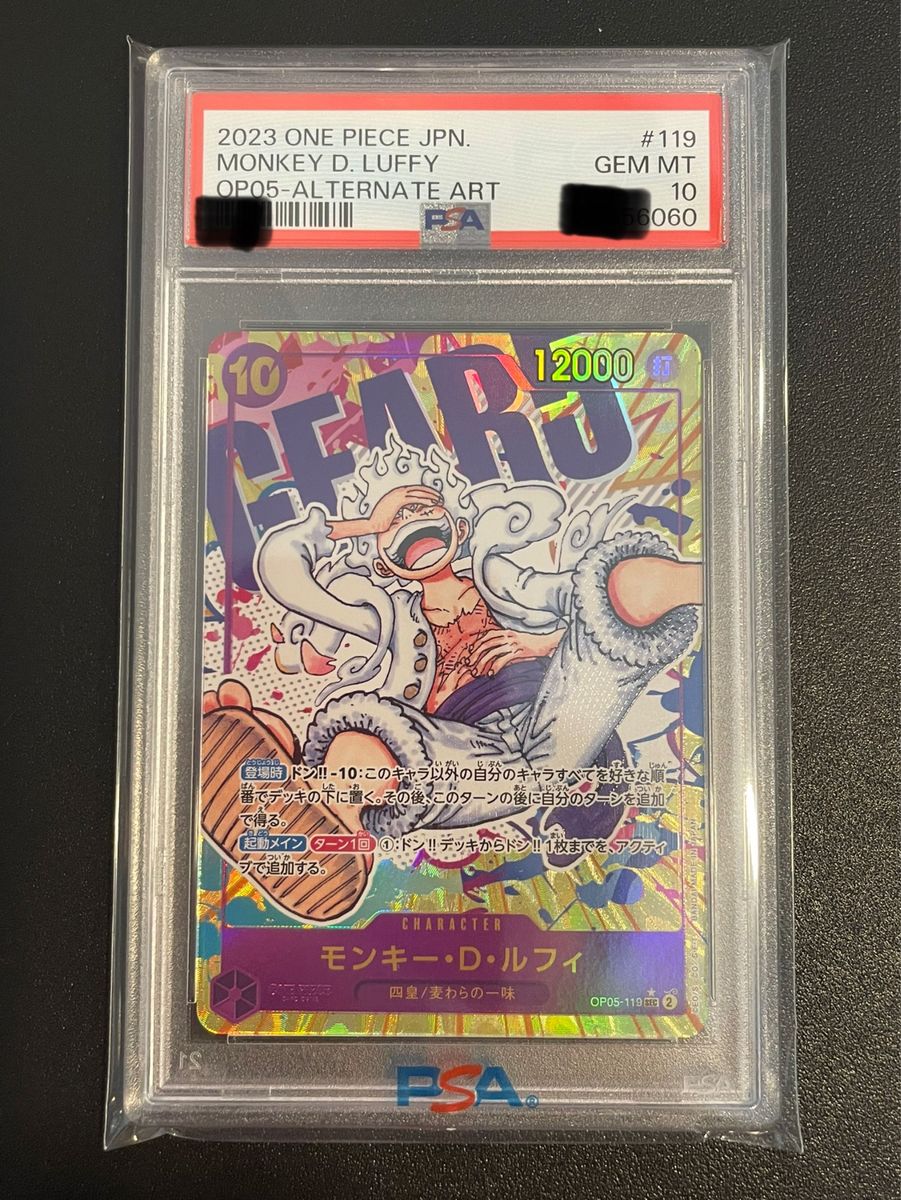 2023 ONE PIECE JPN.
#119
MONKEY D. LUFFY
GEM MT
OP05-ALTERNATE ART
10
56060
PSA
10
12000
打
GEAR5
登場時 ドン!!-10:このキャラ以外の自分のキャラすべてを好きな順
番でデッキの下に置く。その後、このターンの後に自分のターンを追加
で得る。
起動メイン ターン1回 ①:ドン!!デッキからドン!!1枚までを、アクティ
ブで追加する。
CHARACTER
モンキー・D・ルフィ
四皇/麦わらの一味
OP05-119 SEC 2
PSA